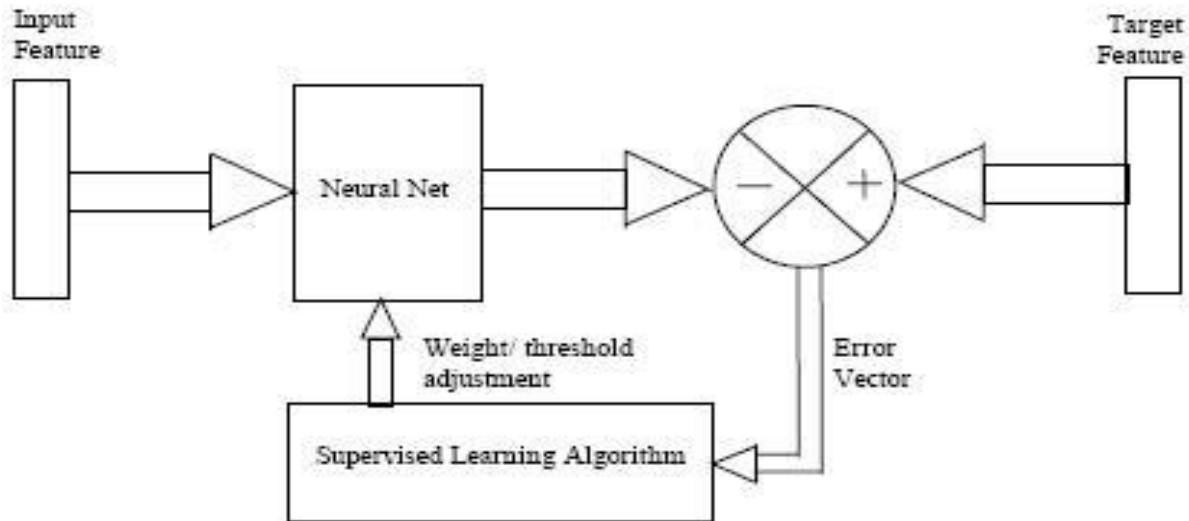 Input
Feature
Target
Feature
Neural Net
− +
Weight/ threshold
adjustment
Error
Vector
Supervised Learning Algorithm